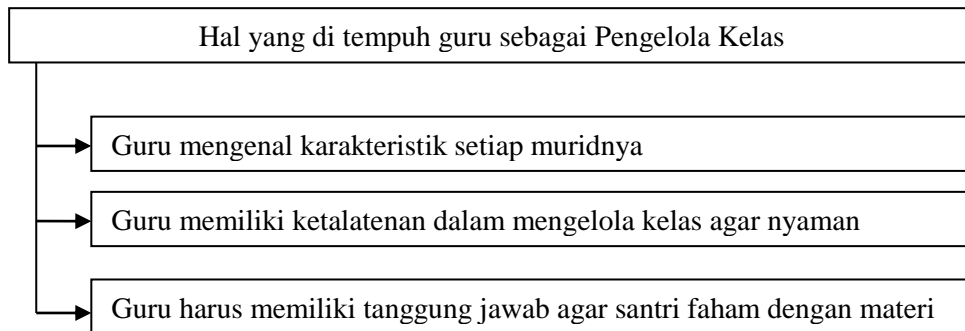 Hal yang di tempuh guru sebagai Pengelola Kelas
Guru mengenal karakteristik setiap muridnya
Guru memiliki ketalatenan dalam mengelola kelas agar nyaman
Guru harus memiliki tanggung jawab agar santri faham dengan materi